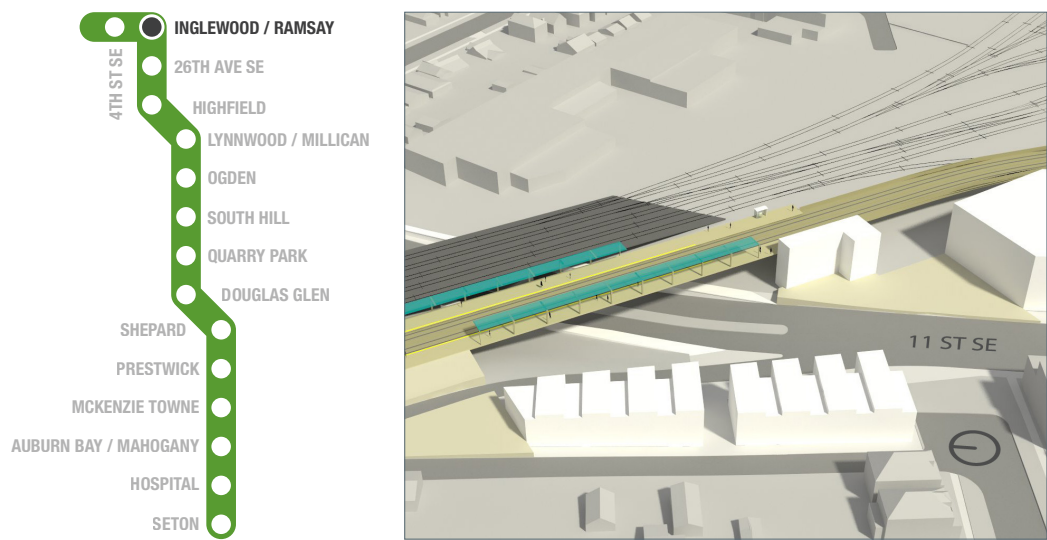 INGLEWOOD / RAMSAY
4TH ST SE
26TH AVE SE
HIGHFIELD
LYNNWOOD / MILLICAN
OGDEN
SOUTH HILL
QUARRY PARK
DOUGLAS GLEN
SHEPARD
PRESTWICK
MCKENZIE TOWNE
AUBURN BAY / MAHOGANY
HOSPITAL
SETON
11 ST SE